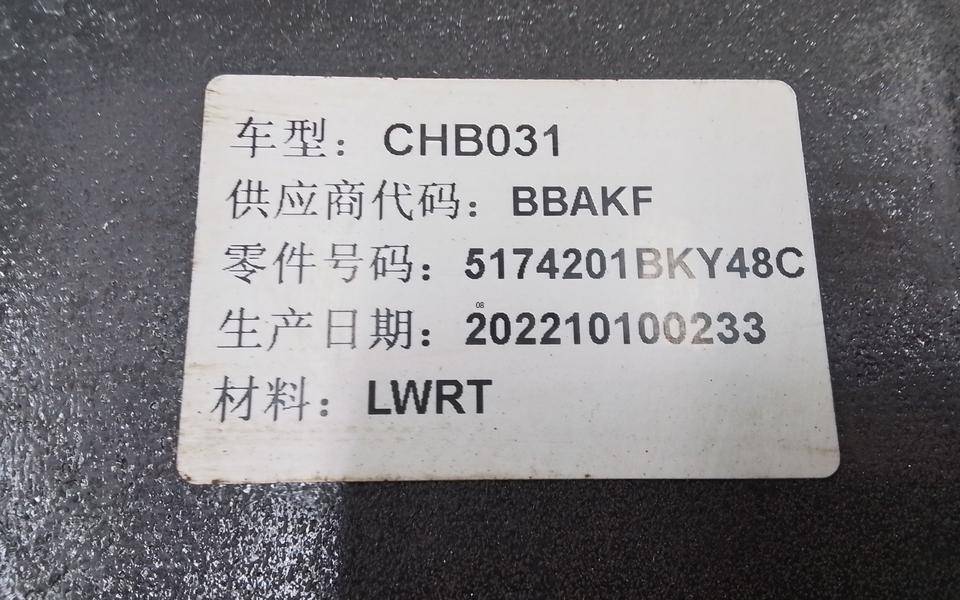 车型：CHB031
供应商代码：BBAKF
零件号码：5174201BKY48C
08
生产日期：202210100233
材料：LWRT